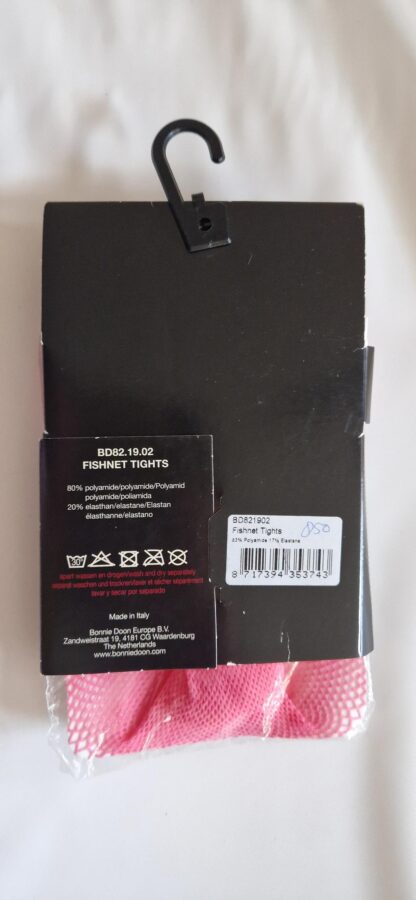 BD82.19.02
FISHNET TIGHTS
80% polyamide/polyamide/Polyamid
polyamide/poliamida
20% elasthan/elastane/Elastan
élasthanne/elastano
30°
apart wassen en drogen/wash and dry separately
separat waschen und trocknen/laver et sécher séparément
lavar y secar por separado
Made in Italy
Bonnie Doon Europe B.V.
Zandweistraat 19, 4181 CG Waardenburg
The Netherlands
www.bonniedoon.com
BD821902
Fishnet Tights
83% Polyamide 17% Elastane
8 717394 353743